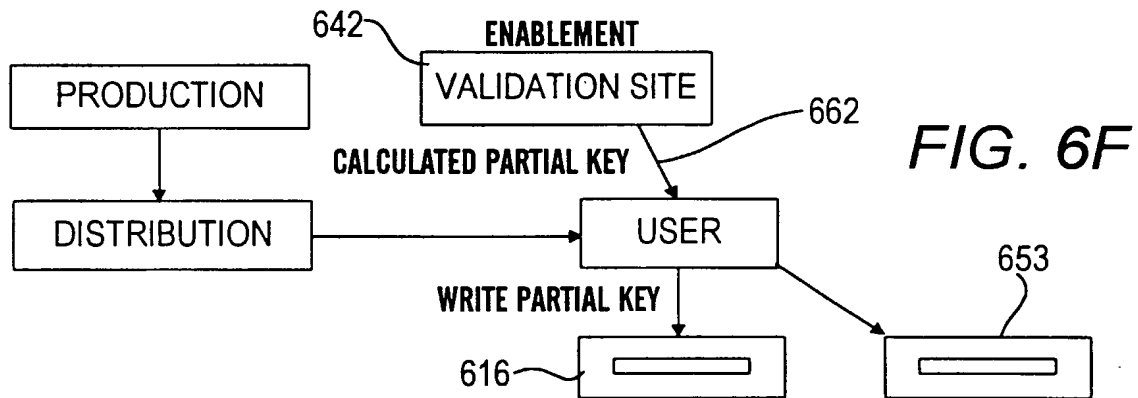 642
ENABLEMENT
PRODUCTION
VALIDATION SITE
662
FIG. 6F
CALCULATED PARTIAL KEY
DISTRIBUTION
USER
653
WRITE PARTIAL KEY
616